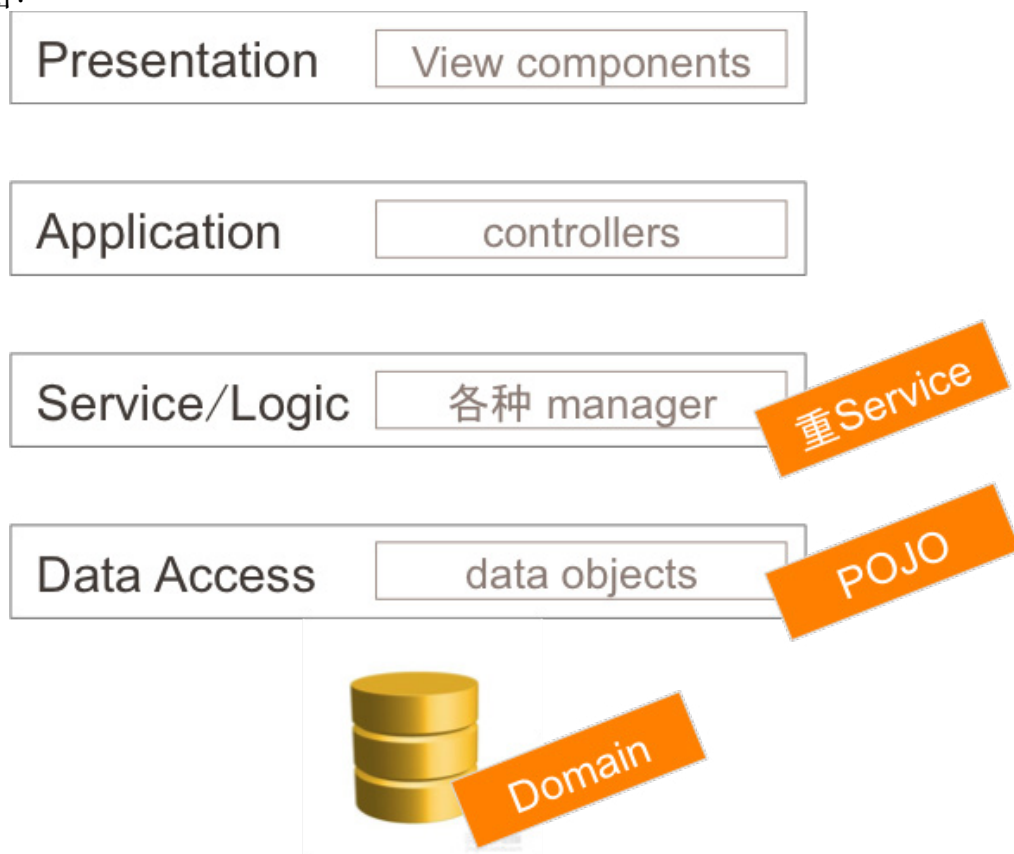 Presentation View components
Application controllers
Service/Logic 各种 manager
重Service
Data Access data objects
POJO
Domain